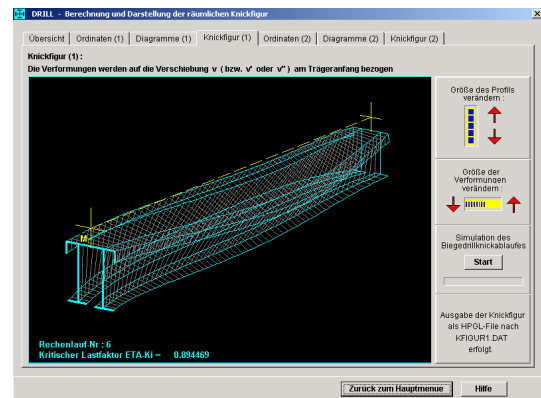 DRILL - Berechnung und Darstellung der räumlichen Knickfigur
Übersicht
Ordinaten (1)
Diagramme (1)
Knickfigur (1)
Ordinaten (2)
Diagramme (2)
Knickfigur (2)
Knickfigur (1) :
Die Verformungen werden auf die Verschiebung v ( bzw. v' oder v'' ) am Trägeranfang bezogen
M
Rechenlauf-Nr : 6
Kritischer Lastfaktor ETA-Ki = 0.894469
Größe des Profils
verändern :
Größe der
Verformungen
verändern :
Simulation des
Biegedrillknickablaufes
Start
Ausgabe der Knickfigur
als HPGL-File nach
KFIGUR1.DAT
erfolgt.
Zurück zum Hauptmenue
Hilfe